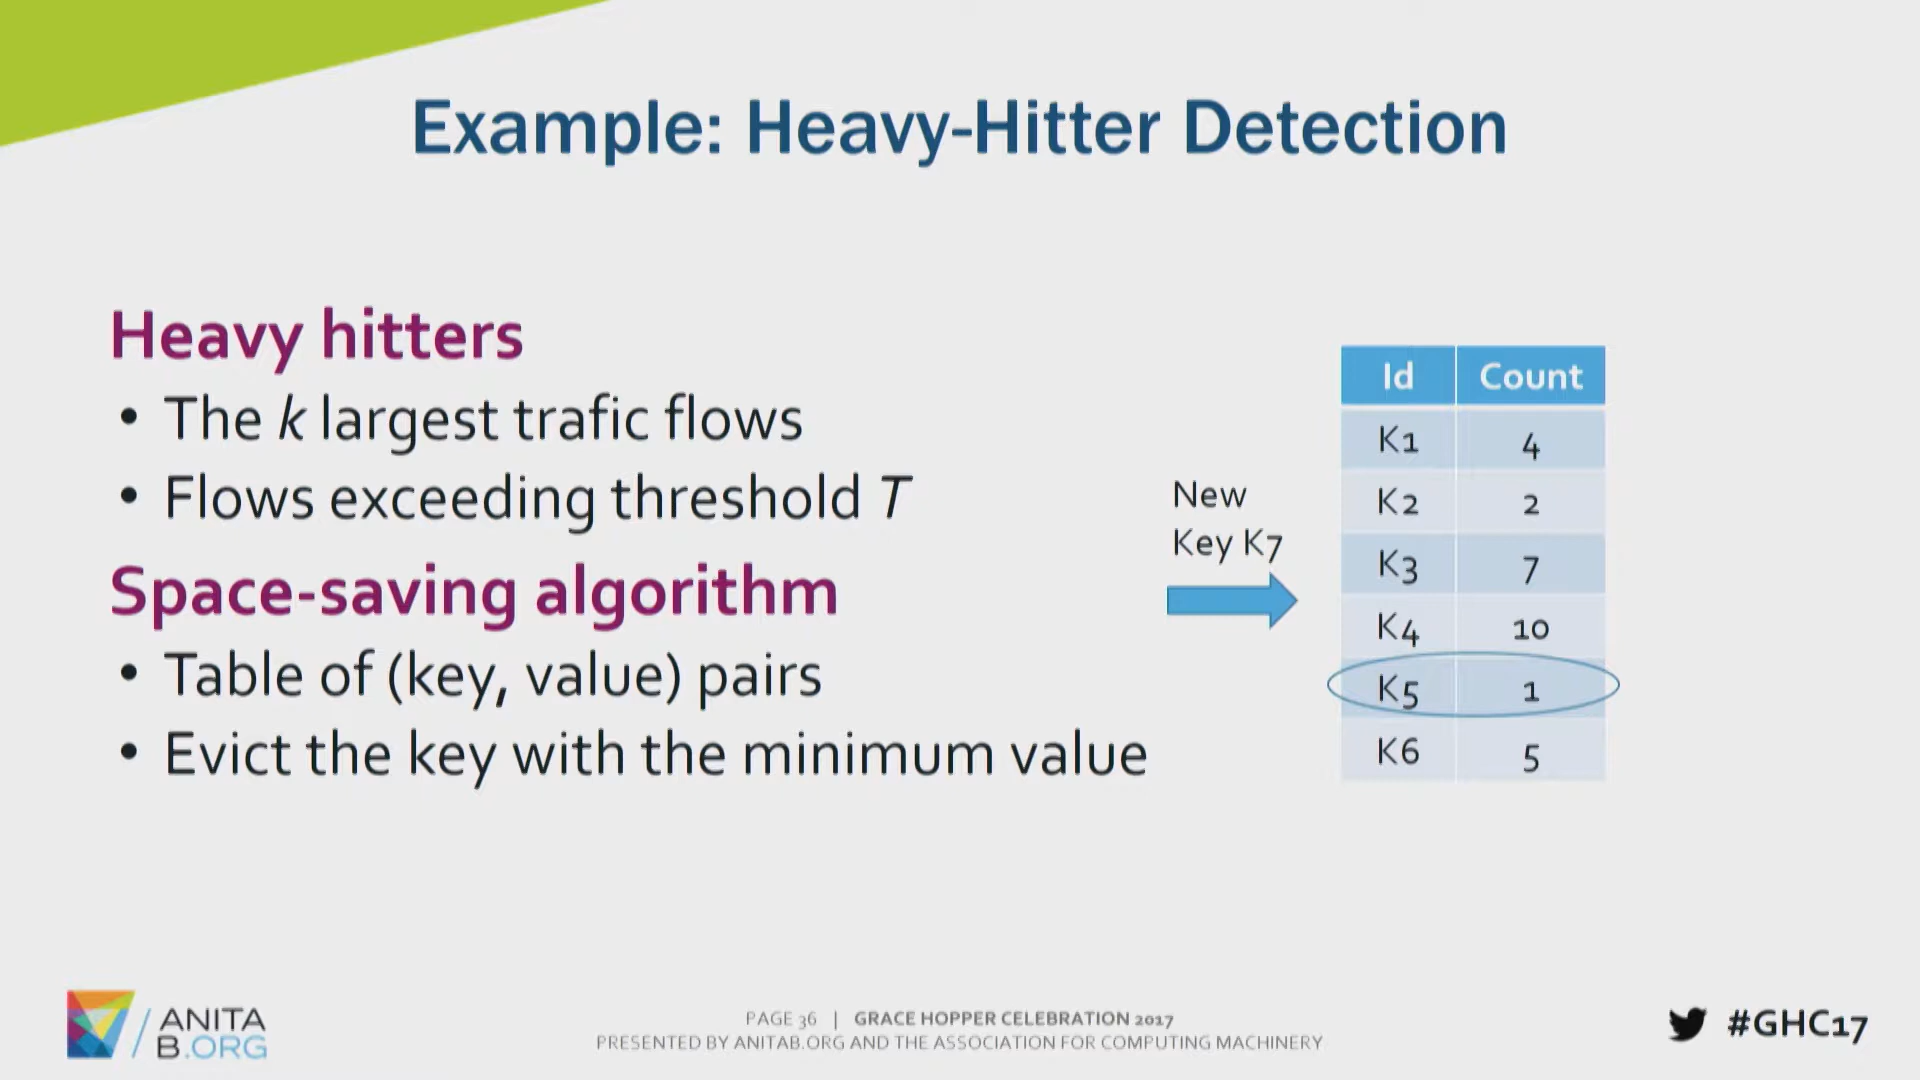 Example: Heavy-Hitter Detection
Heavy hitters
• The k largest trafic flows
• Flows exceeding threshold T
Space-saving algorithm
• Table of (key, value) pairs
• Evict the key with the minimum value
New
Key K7
Id Count
K1 4
K2 2
K3 7
K4 10
K5 1
K6 5
ANITA
B.ORG
PAGE 36 | GRACE HOPPER CELEBRATION 2017
PRESENTED BY ANITAB.ORG AND THE ASSOCIATION FOR COMPUTING MACHINERY
#GHC17